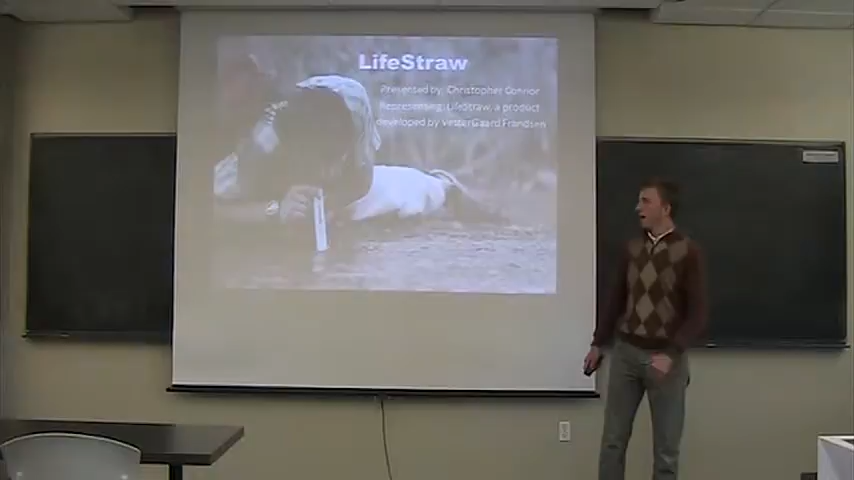 LifeStraw
Presented by: Christopher Connor
Representing: LifeStraw, a product
developed by VesterGaard Frandsen